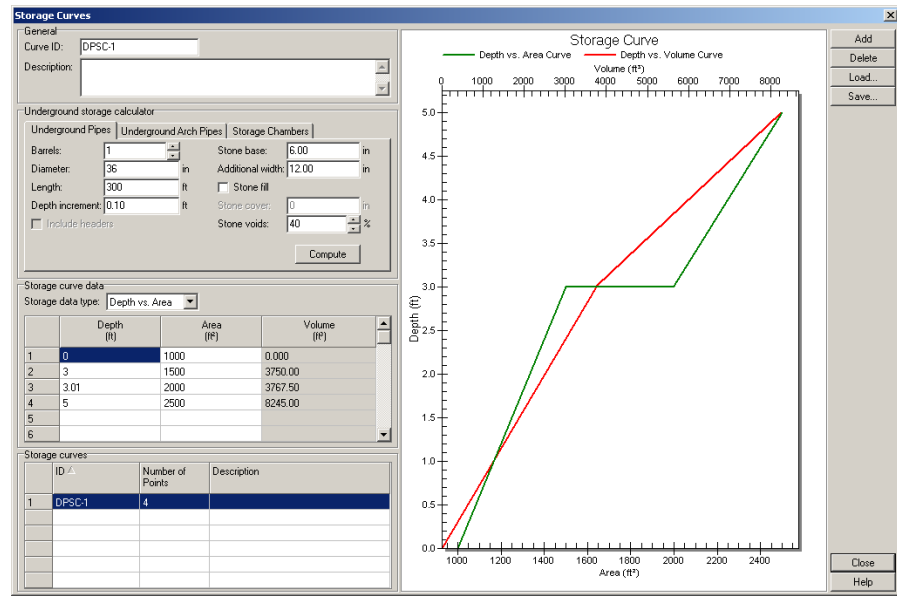 Storage Curves
General
Curve ID: DPSC-1
Description:
Underground storage calculator
Underground Pipes Underground Arch Pipes Storage Chambers
Barrels: 1 Stone base: 6.00 in
Diameter: 36 in Additional width: 12.00 in
Length: 300 ft Stone fill
Depth increment: 0.10 ft Stone cover: 0 in
Include headers Stone voids: 40 %
Compute
Storage curve data
Storage data type: Depth vs. Area
Depth (ft) Area (ft²) Volume (ft³)
1 0 1000 0.000
2 3 1500 3750.00
3 3.01 2000 3767.50
4 5 2500 8245.00
5
6
Storage curves
ID Number of Points Description
1 DPSC-1 4
Storage Curve
Depth vs. Area Curve Depth vs. Volume Curve
Volume (ft³)
0 1000 2000 3000 4000 5000 6000 7000 8000
5.0
4.5
4.0
3.5
3.0
2.5
2.0
1.5
1.0
0.5
0.0
Depth (ft)
1000 1200 1400 1600 1800 2000 2200 2400
Area (ft²)
Add
Delete
Load...
Save...
Close
Help